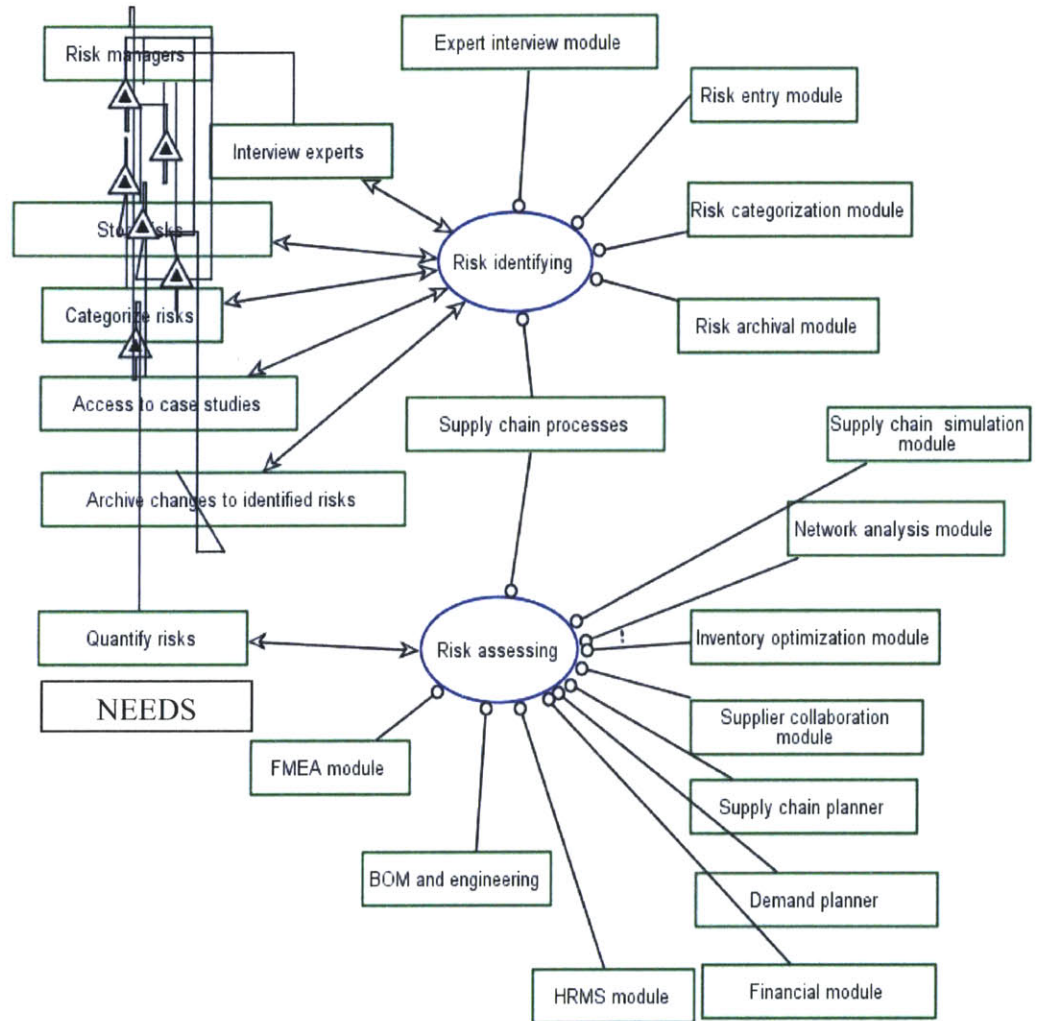 Risk managers
Expert interview module
Risk entry module
Interview experts
Risk categorization module
Risk identifying
Categorize risks
Risk archival module
Access to case studies
Supply chain processes
Supply chain simulation
module
Archive changes to identified risks
Network analysis module
Quantify risks
Risk assessing
Inventory optimization module
NEEDS
Supplier collaboration
module
FMEA module
Supply chain planner
BOM and engineering
Demand planner
HRMS module
Financial module